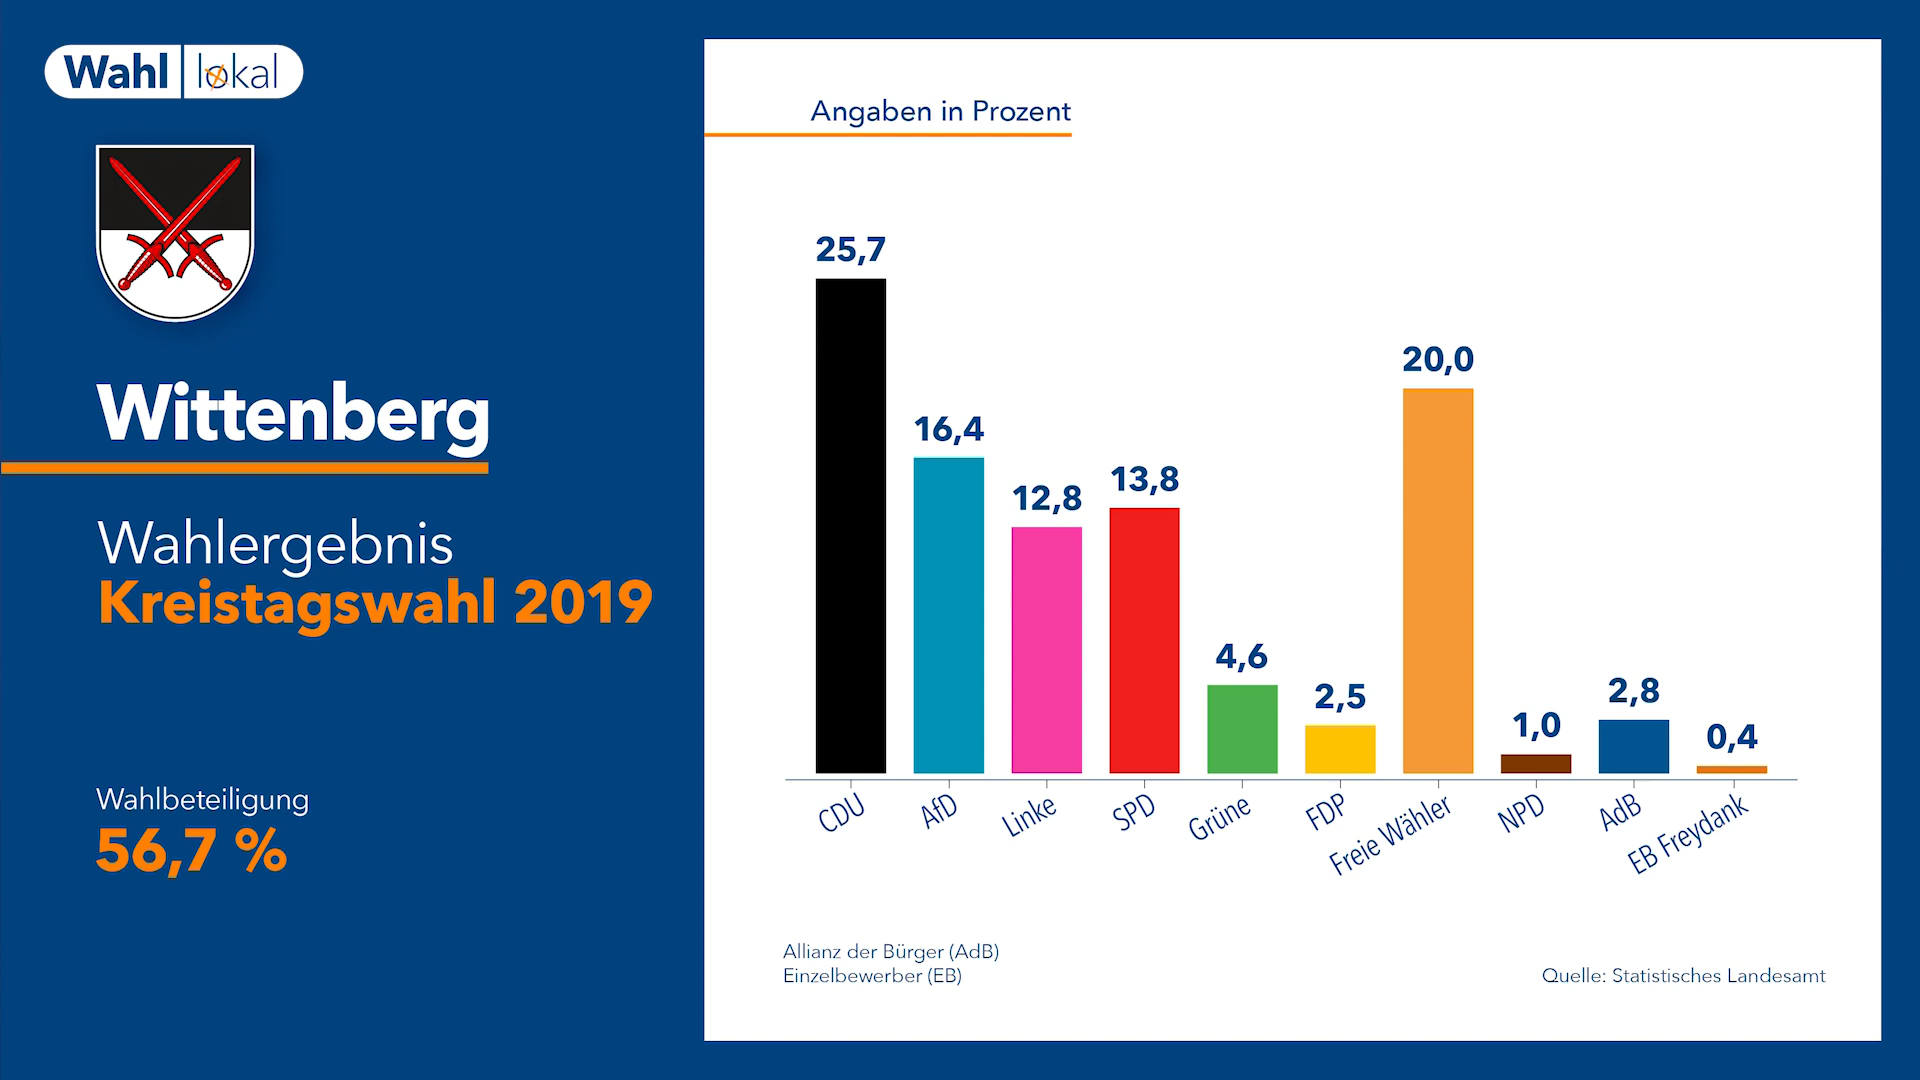 Wahl lokal
Wittenberg
Wahlergebnis
Kreistagswahl 2019
Wahlbeteiligung
56,7 %
Angaben in Prozent
25,7
16,4
12,8
13,8
4,6
2,5
20,0
1,0
2,8
0,4
CDU
AfD
Linke
SPD
Grüne
FDP
Freie Wähler
NPD
AdB
EB Freydank
Allianz der Bürger (AdB)
Einzelbewerber (EB)
Quelle: Statistisches Landesamt